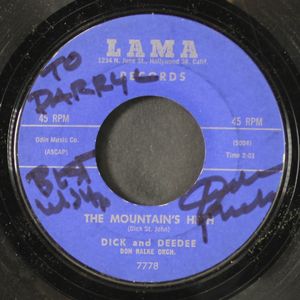 LAMA
1234 N. June St., Hollywood 38, Calif.
RECORDS
TO
DARRYL
45 RPM
45 RPM
Odin Music Co.
(ASCAP)
(5004)
Time 2:03
BEST
WISHES
THE MOUNTAIN'S HIGH
(Dick St. John)
DICK and DEEDEE
DON RALKE ORCH.
7778